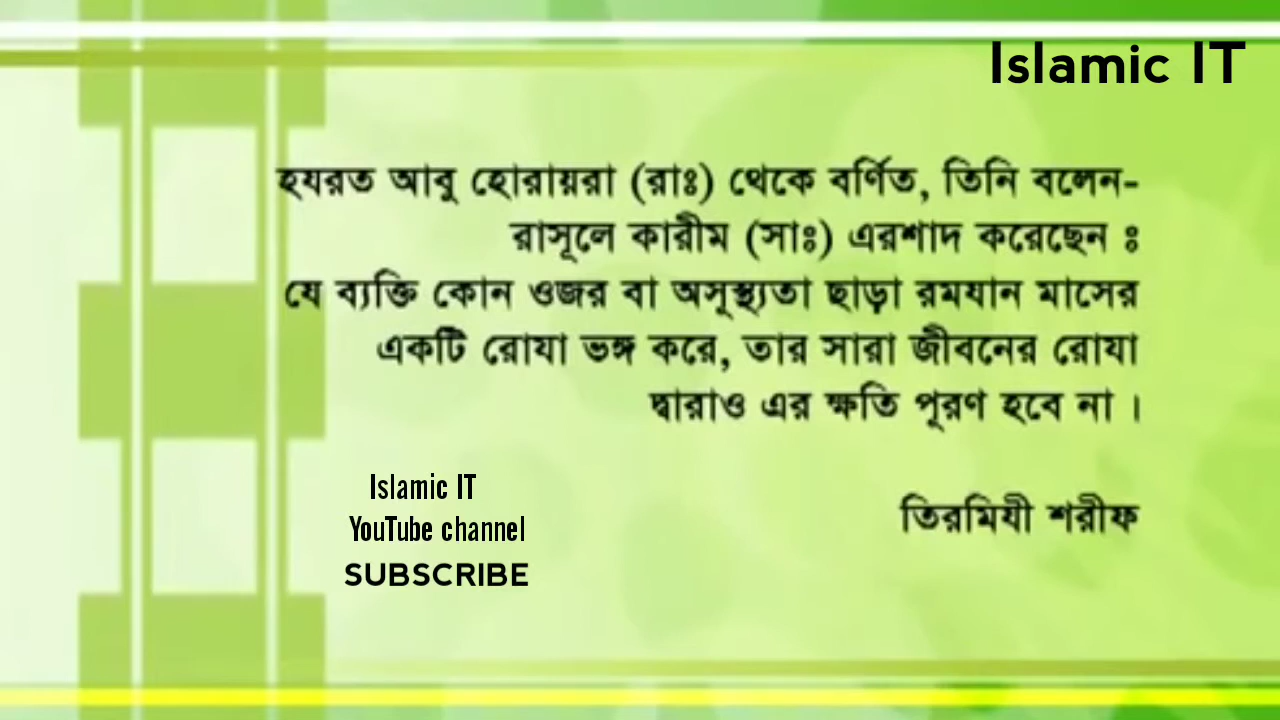 Islamic IT
হযরত আবু হোরায়রা (রাঃ) থেকে বর্ণিত, তিনি বলেন-
রাসূলে কারীম (সাঃ) এরশাদ করেছেন ঃ
যে ব্যক্তি কোন ওজর বা অসূস্থ্যতা ছাড়া রমযান মাসের
একটি রোযা ভঙ্গ করে, তার সারা জীবনের রোযা
দ্বারাও এর ক্ষতি পূরণ হবে না ।
তিরমিযী শরীফ
Islamic IT
YouTube channel
SUBSCRIBE